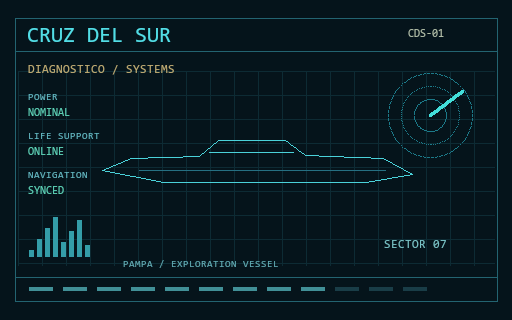 CRUZ DEL SUR
CDS-01
DIAGNOSTICO / SYSTEMS
POWER
NOMINAL
LIFE SUPPORT
ONLINE
NAVIGATION
SYNCED
SECTOR 07
PAMPA / EXPLORATION VESSEL